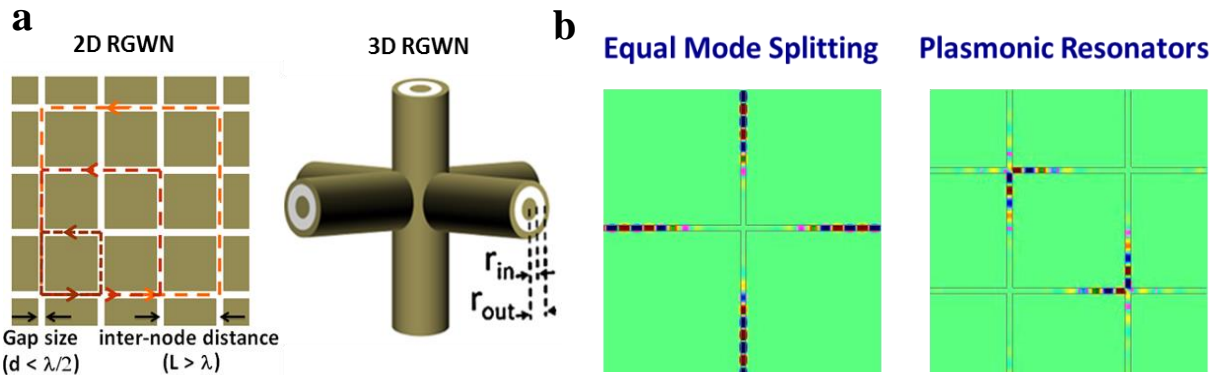 a
2D RGWN
3D RGWN
Gap size
(d < λ/2)
inter-node distance
(L > λ)
r_in
r_out
b
Equal Mode Splitting
Plasmonic Resonators